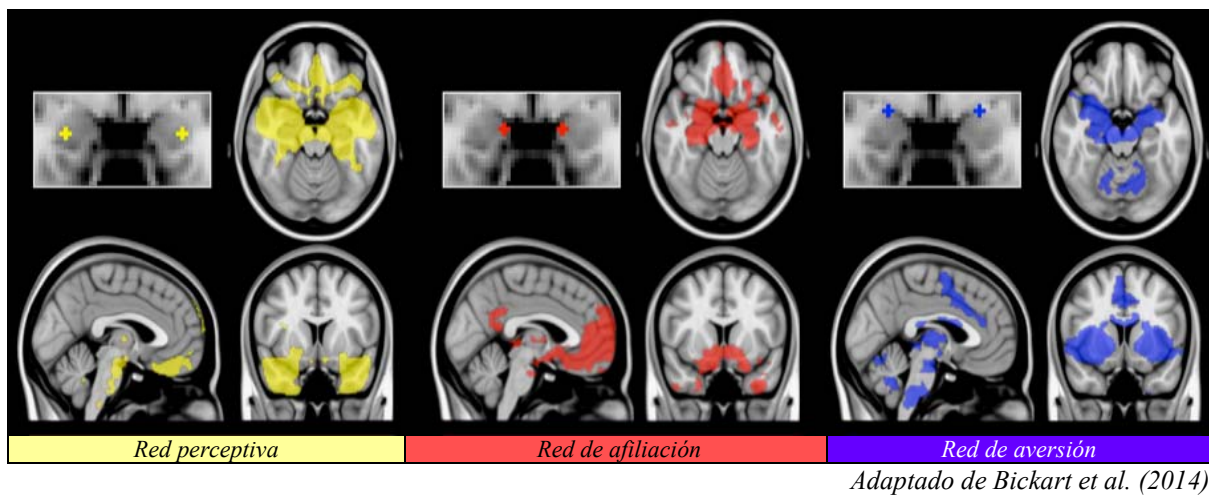 Red perceptiva
Red de afiliación
Red de aversión
Adaptado de Bickart et al. (2014)